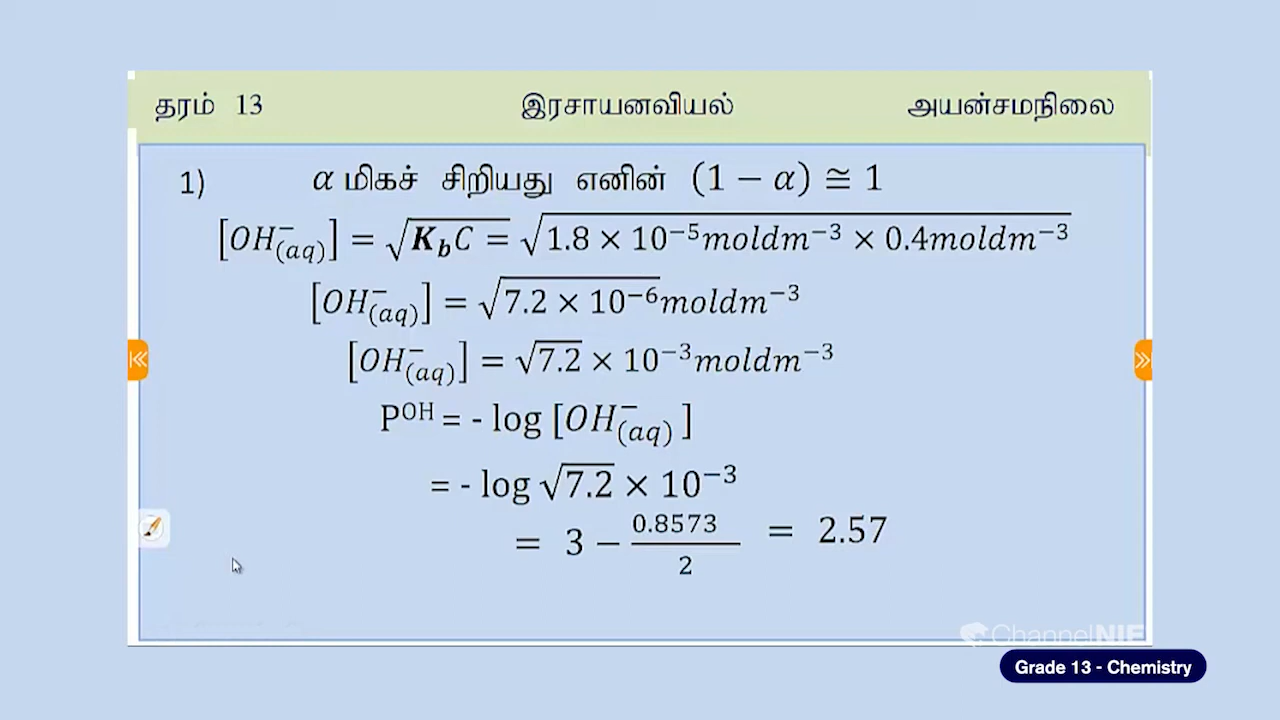 தரம் 13 இரசாயனவியல் அயன்சமநிலை
1) α மிகச் சிறியது எனின் (1 − α) ≅ 1
[OH⁻₍aq₎] = √(K_bC =) √(1.8 × 10⁻⁵moldm⁻³ × 0.4moldm⁻³)
[OH⁻₍aq₎] = √(7.2 × 10⁻⁶)moldm⁻³
[OH⁻₍aq₎] = √7.2 × 10⁻³moldm⁻³
P^OH = - log [OH⁻₍aq₎]
= - log √7.2 × 10⁻³
= 3 − 0.8573/2 = 2.57
ChannelNIE
Grade 13 - Chemistry